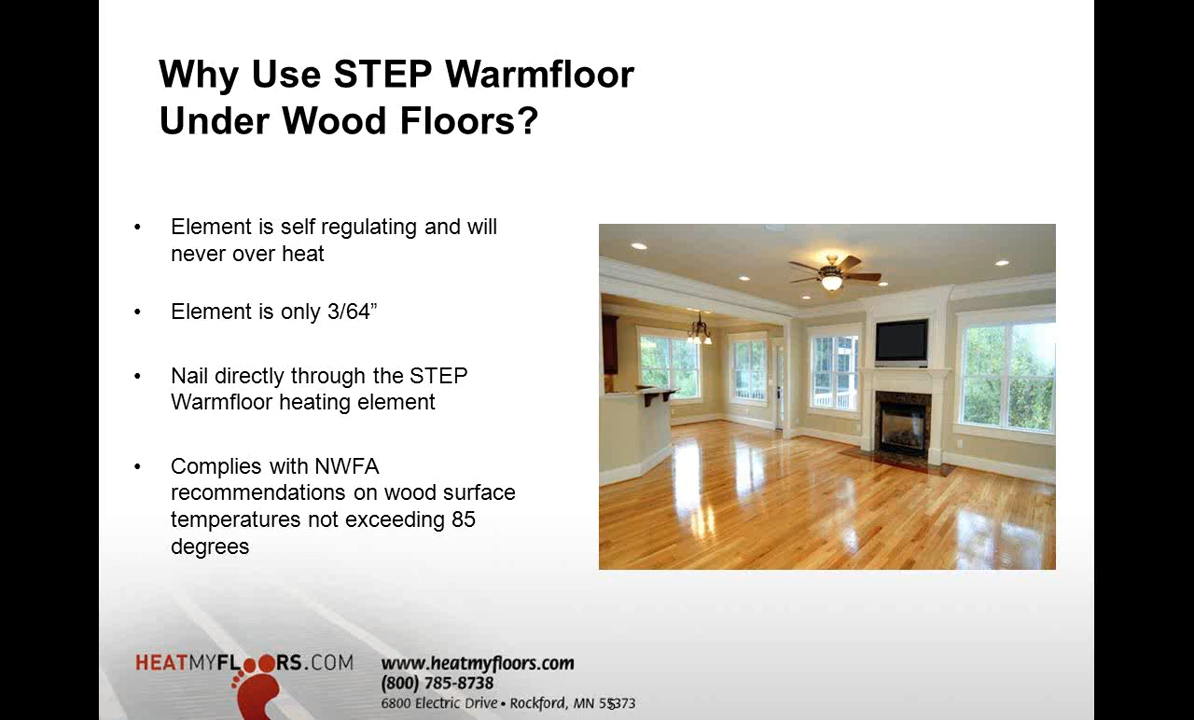 Why Use STEP Warmfloor
Under Wood Floors?
• Element is self regulating and will
never over heat
• Element is only 3/64”
• Nail directly through the STEP
Warmfloor heating element
• Complies with NWFA
recommendations on wood surface
temperatures not exceeding 85
degrees
HEATMYFLOORS.COM
www.heatmyfloors.com
(800) 785-8738
6800 Electric Drive • Rockford, MN 55373
5